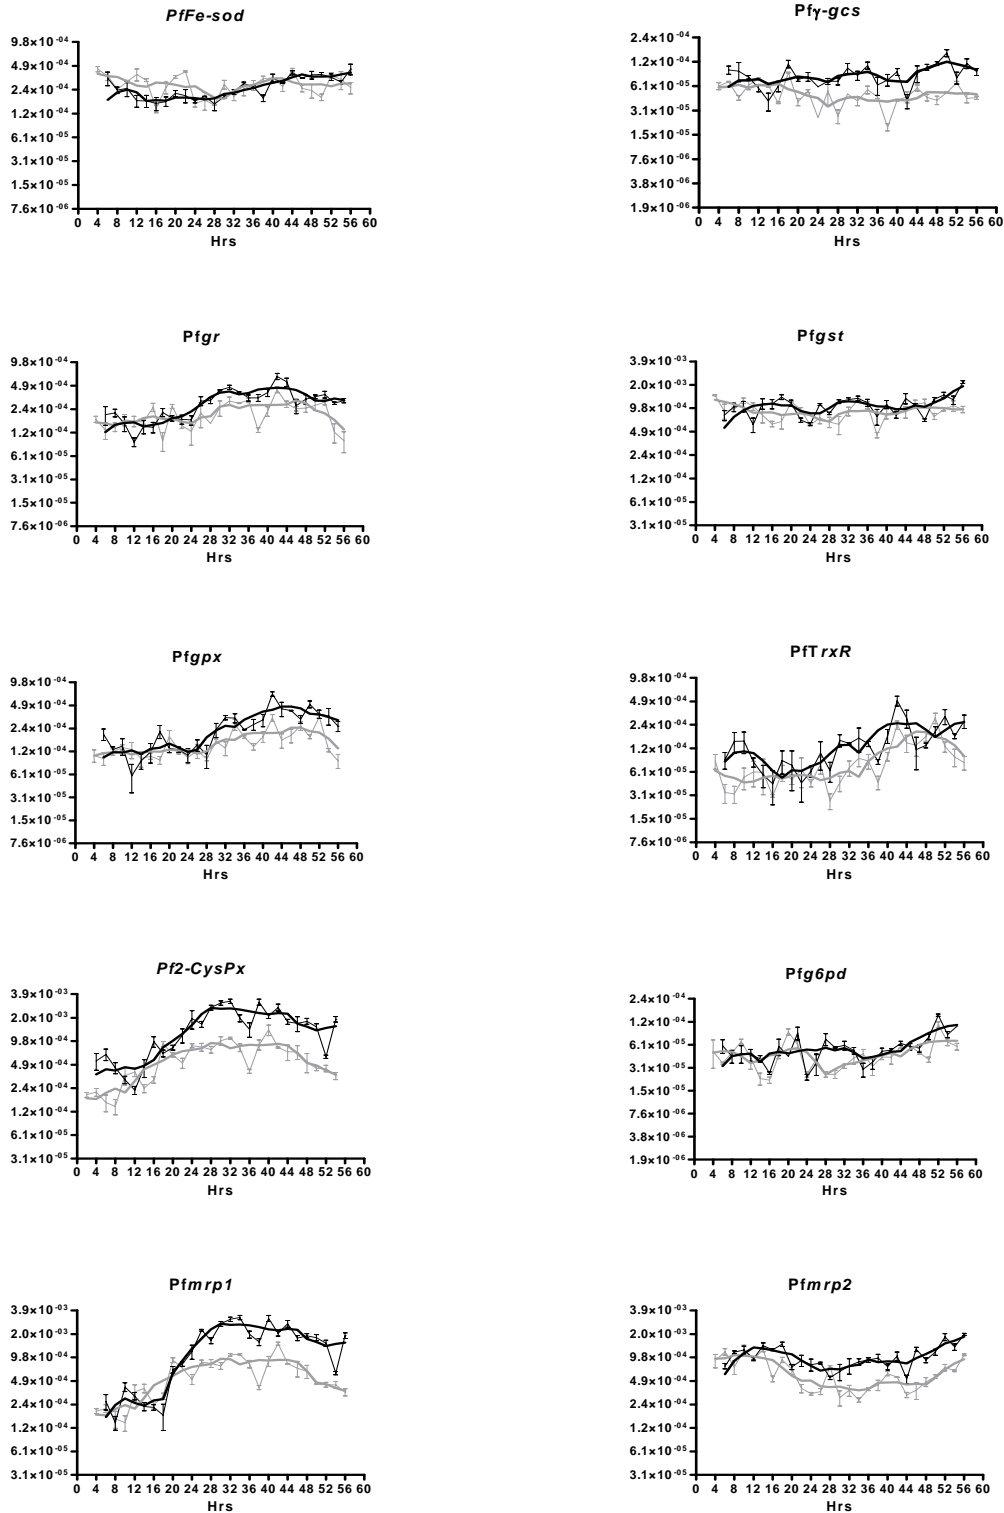 PfFe-sod
9.8×10⁻⁰⁴
4.9×10⁻⁰⁴
2.4×10⁻⁰⁴
1.2×10⁻⁰⁴
6.1×10⁻⁰⁵
3.1×10⁻⁰⁵
1.5×10⁻⁰⁵
7.6×10⁻⁰⁶
0 4 8 12 16 20 24 28 32 36 40 44 48 52 56 60
Hrs
Pfγ-gcs
2.4×10⁻⁰⁴
1.2×10⁻⁰⁴
6.1×10⁻⁰⁵
3.1×10⁻⁰⁵
1.5×10⁻⁰⁵
7.6×10⁻⁰⁶
3.8×10⁻⁰⁶
1.9×10⁻⁰⁶
0 4 8 12 16 20 24 28 32 36 40 44 48 52 56 60
Hrs
Pfgr
9.8×10⁻⁰⁴
4.9×10⁻⁰⁴
2.4×10⁻⁰⁴
1.2×10⁻⁰⁴
6.1×10⁻⁰⁵
3.1×10⁻⁰⁵
1.5×10⁻⁰⁵
7.6×10⁻⁰⁶
0 4 8 12 16 20 24 28 32 36 40 44 48 52 56 60
Hrs
Pfgst
3.9×10⁻⁰³
2.0×10⁻⁰³
9.8×10⁻⁰⁴
4.9×10⁻⁰⁴
2.4×10⁻⁰⁴
1.2×10⁻⁰⁴
6.1×10⁻⁰⁵
3.1×10⁻⁰⁵
0 4 8 12 16 20 24 28 32 36 40 44 48 52 56 60
Hrs
Pfgpx
9.8×10⁻⁰⁴
4.9×10⁻⁰⁴
2.4×10⁻⁰⁴
1.2×10⁻⁰⁴
6.1×10⁻⁰⁵
3.1×10⁻⁰⁵
1.5×10⁻⁰⁵
7.6×10⁻⁰⁶
0 4 8 12 16 20 24 28 32 36 40 44 48 52 56 60
Hrs
PfTrxR
9.8×10⁻⁰⁴
4.9×10⁻⁰⁴
2.4×10⁻⁰⁴
1.2×10⁻⁰⁴
6.1×10⁻⁰⁵
3.1×10⁻⁰⁵
1.5×10⁻⁰⁵
7.6×10⁻⁰⁶
0 4 8 12 16 20 24 28 32 36 40 44 48 52 56 60
Hrs
Pf2-CysPx
3.9×10⁻⁰³
2.0×10⁻⁰³
9.8×10⁻⁰⁴
4.9×10⁻⁰⁴
2.4×10⁻⁰⁴
1.2×10⁻⁰⁴
6.1×10⁻⁰⁵
3.1×10⁻⁰⁵
0 4 8 12 16 20 24 28 32 36 40 44 48 52 56 60
Hrs
Pfg6pd
2.4×10⁻⁰⁴
1.2×10⁻⁰⁴
6.1×10⁻⁰⁵
3.1×10⁻⁰⁵
1.5×10⁻⁰⁵
7.6×10⁻⁰⁶
3.8×10⁻⁰⁶
1.9×10⁻⁰⁶
0 4 8 12 16 20 24 28 32 36 40 44 48 52 56 60
Hrs
Pfmrp1
3.9×10⁻⁰³
2.0×10⁻⁰³
9.8×10⁻⁰⁴
4.9×10⁻⁰⁴
2.4×10⁻⁰⁴
1.2×10⁻⁰⁴
6.1×10⁻⁰⁵
3.1×10⁻⁰⁵
0 4 8 12 16 20 24 28 32 36 40 44 48 52 56 60
Hrs
Pfmrp2
3.9×10⁻⁰³
2.0×10⁻⁰³
9.8×10⁻⁰⁴
4.9×10⁻⁰⁴
2.4×10⁻⁰⁴
1.2×10⁻⁰⁴
6.1×10⁻⁰⁵
3.1×10⁻⁰⁵
0 4 8 12 16 20 24 28 32 36 40 44 48 52 56 60
Hrs